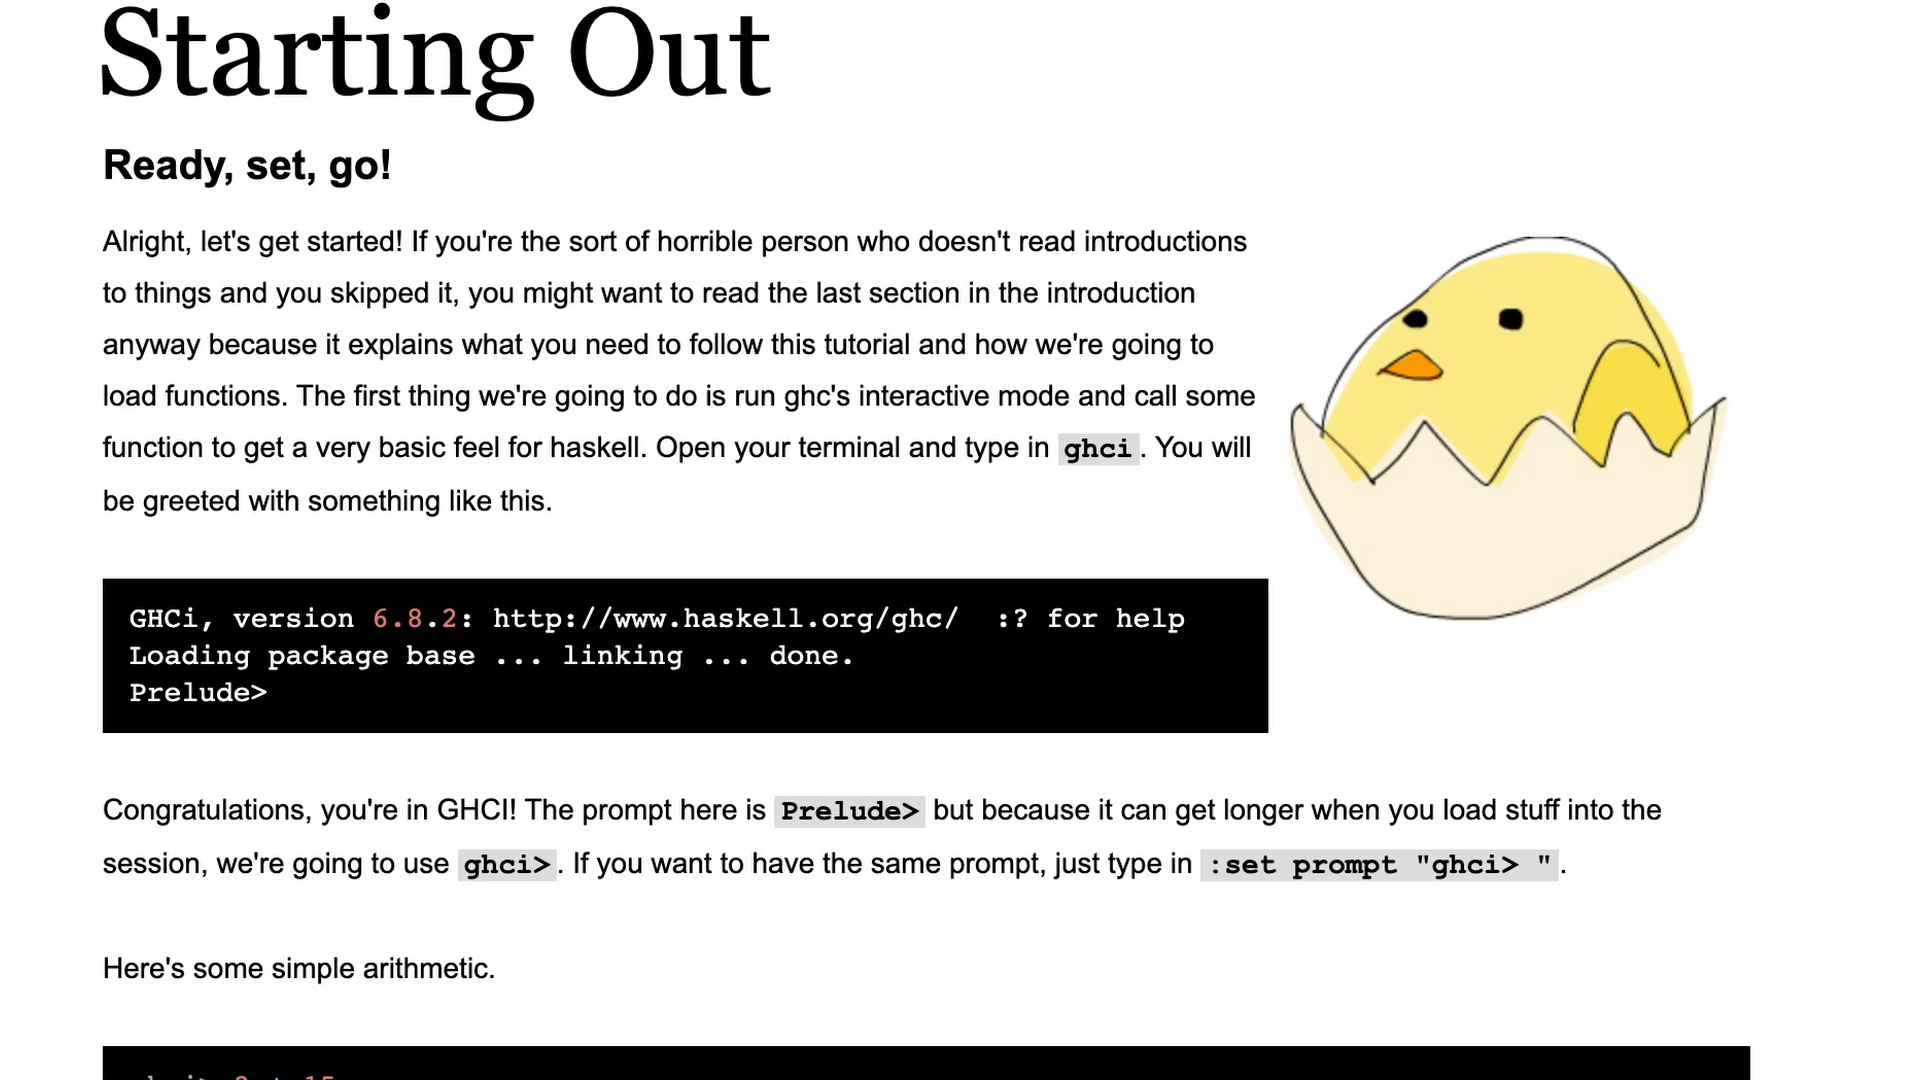 Starting Out
Ready, set, go!
Alright, let's get started! If you're the sort of horrible person who doesn't read introductions
to things and you skipped it, you might want to read the last section in the introduction
anyway because it explains what you need to follow this tutorial and how we're going to
load functions. The first thing we're going to do is run ghc's interactive mode and call some
function to get a very basic feel for haskell. Open your terminal and type in ghci. You will
be greeted with something like this.
GHCi, version 6.8.2: http://www.haskell.org/ghc/  :? for help
Loading package base ... linking ... done.
Prelude>
Congratulations, you're in GHCI! The prompt here is Prelude> but because it can get longer when you load stuff into the
session, we're going to use ghci>. If you want to have the same prompt, just type in :set prompt "ghci> ".
Here's some simple arithmetic.